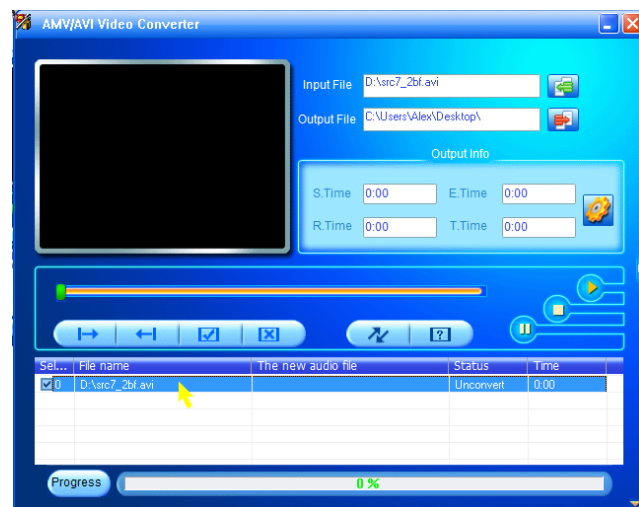 AMV/AVI Video Converter
Input File D:\src7_2bf.avi
Output File C:\Users\Alex\Desktop\
Output Info
S.Time 0:00 E.Time 0:00
R.Time 0:00 T.Time 0:00
Sel... File name The new audio file Status Time
0 D:\src7_2bf.avi Unconvert 0:00
Progress 0 %